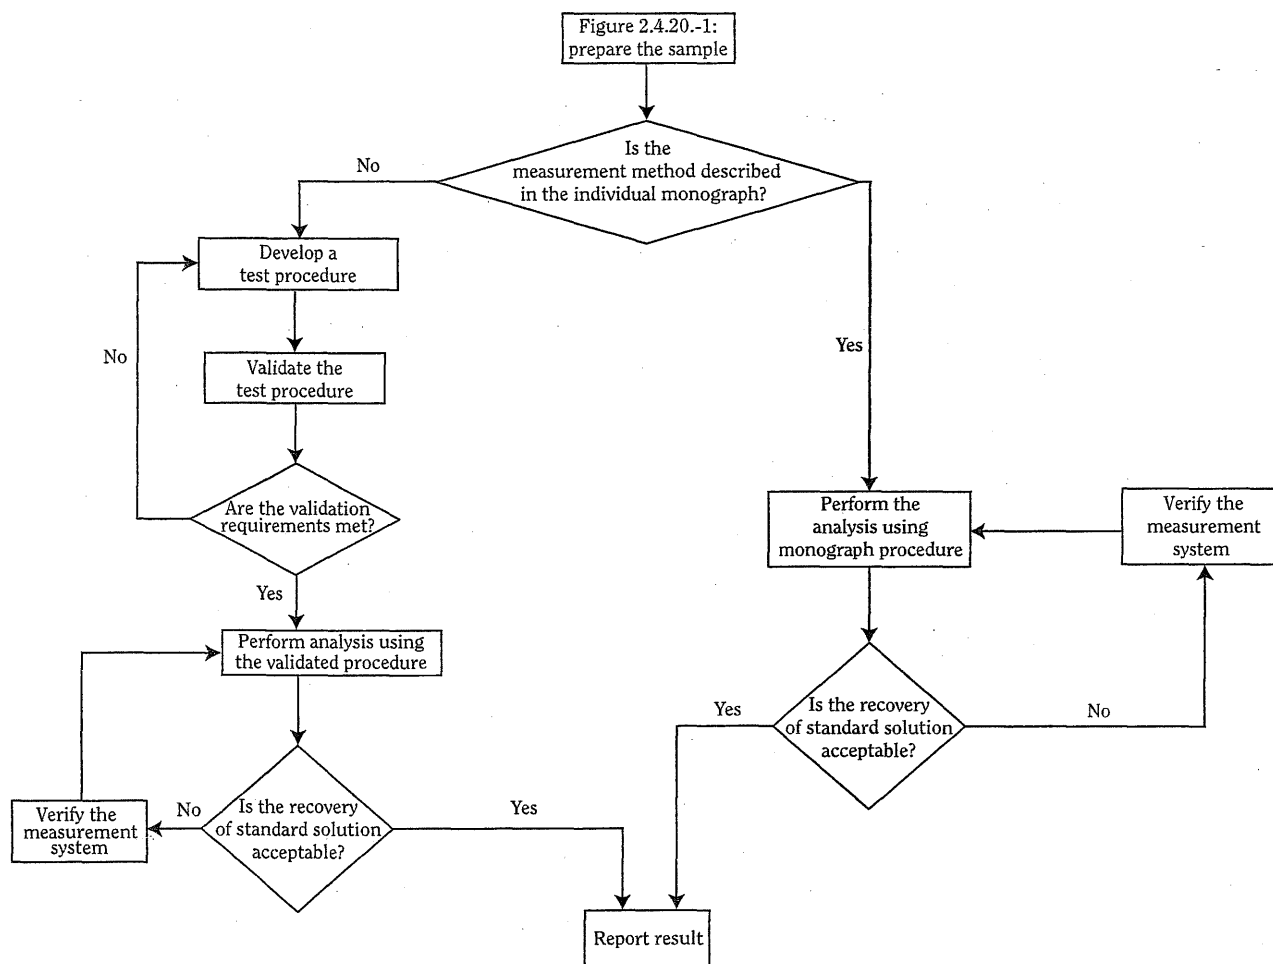 Figure 2.4.20.-1:
prepare the sample
Is the
measurement method described
in the individual monograph?
No
Yes
Develop a
test procedure
Validate the
test procedure
No
Are the validation
requirements met?
Yes
Perform analysis using
the validated procedure
Is the recovery
of standard solution
acceptable?
No
Verify the
measurement
system
Yes
Perform the
analysis using
monograph procedure
Verify the
measurement
system
Is the recovery
of standard solution
acceptable?
Yes
No
Report result